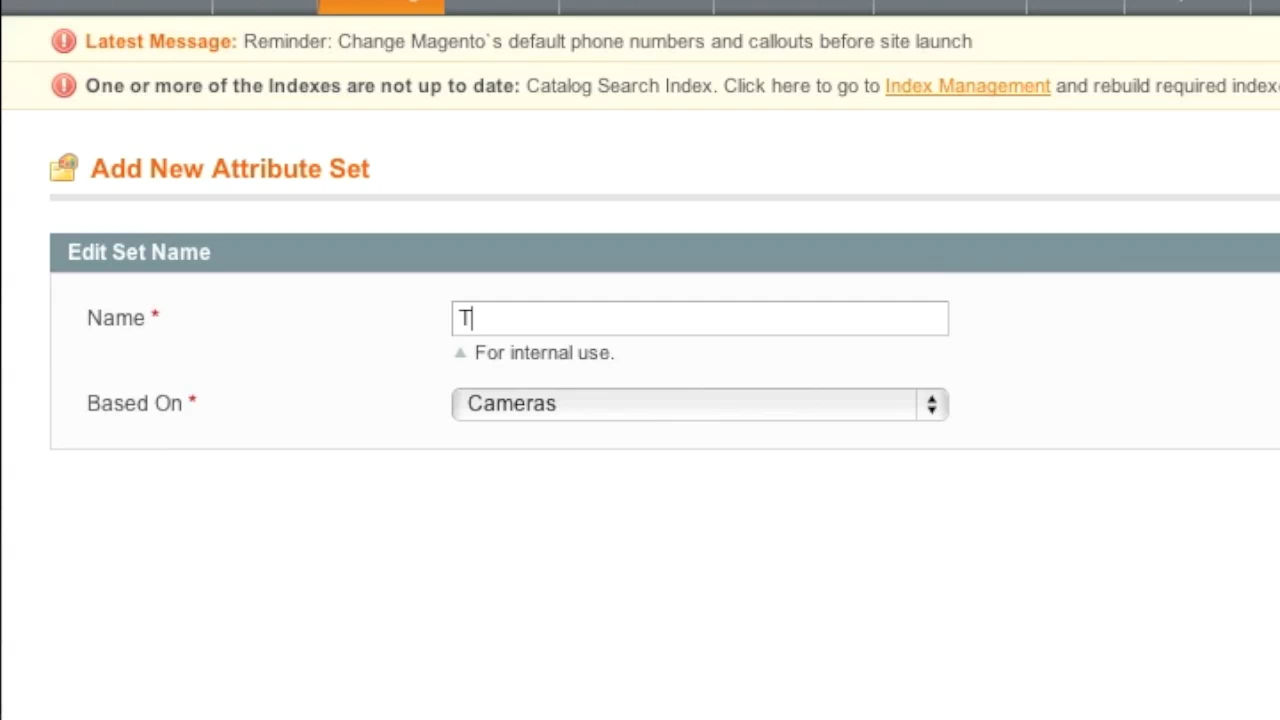 Latest Message: Reminder: Change Magento`s default phone numbers and callouts before site launch
One or more of the Indexes are not up to date: Catalog Search Index. Click here to go to Index Management and rebuild required
Add New Attribute Set
Edit Set Name
Name *
T
For internal use.
Based On *
Cameras